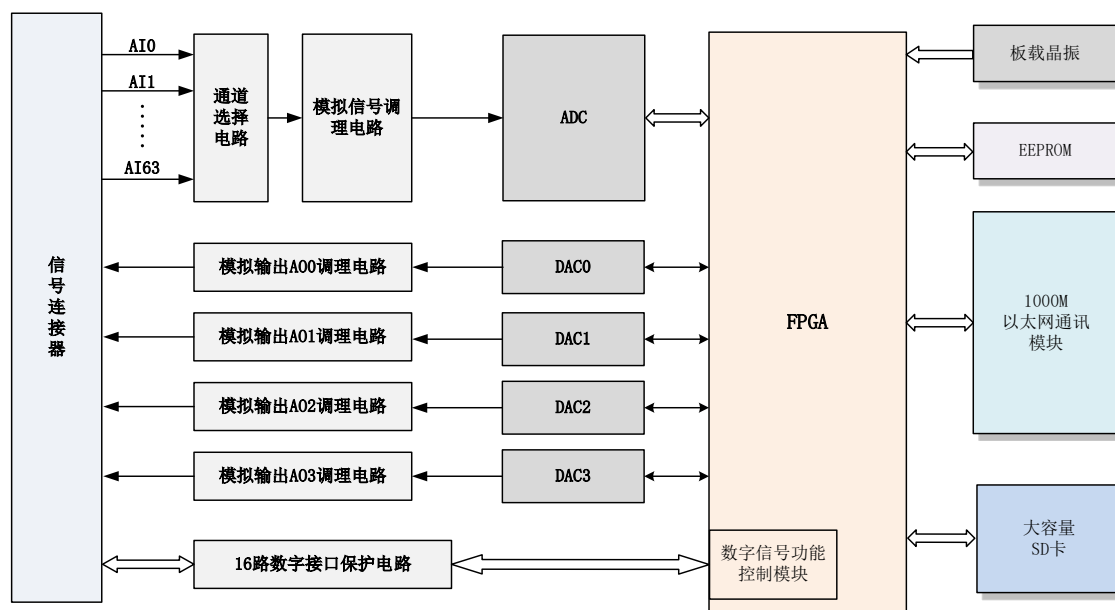 信
号
连
接
器
AI0
AI1
AI63
通道
选择
电路
模拟信号调
理电路
ADC
模拟输出AO0调理电路
DAC0
模拟输出AO1调理电路
DAC1
模拟输出AO2调理电路
DAC2
模拟输出AO3调理电路
DAC3
16路数字接口保护电路
FPGA
数字信号功能
控制模块
板载晶振
EEPROM
1000M
以太网通讯
模块
大容量
SD卡